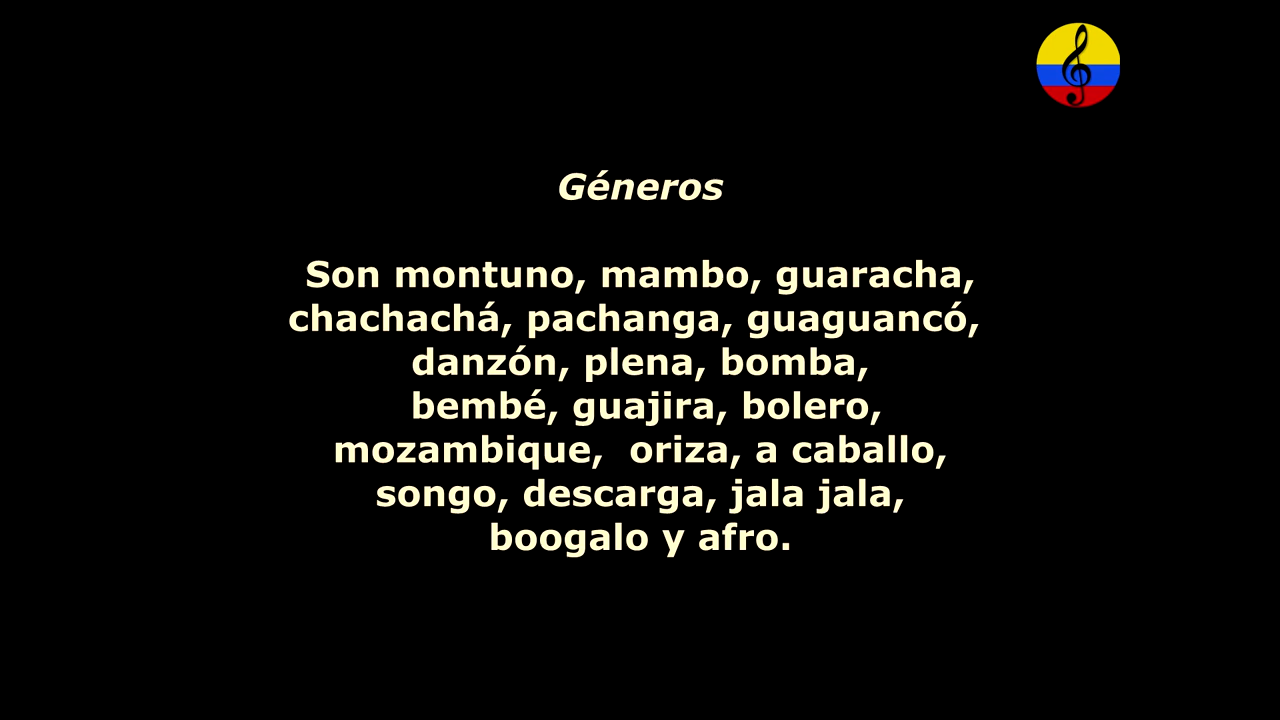 Géneros
Son montuno, mambo, guaracha,
chachachá, pachanga, guaguancó,
danzón, plena, bomba,
bembé, guajira, bolero,
mozambique, oriza, a caballo,
songo, descarga, jala jala,
boogalo y afro.